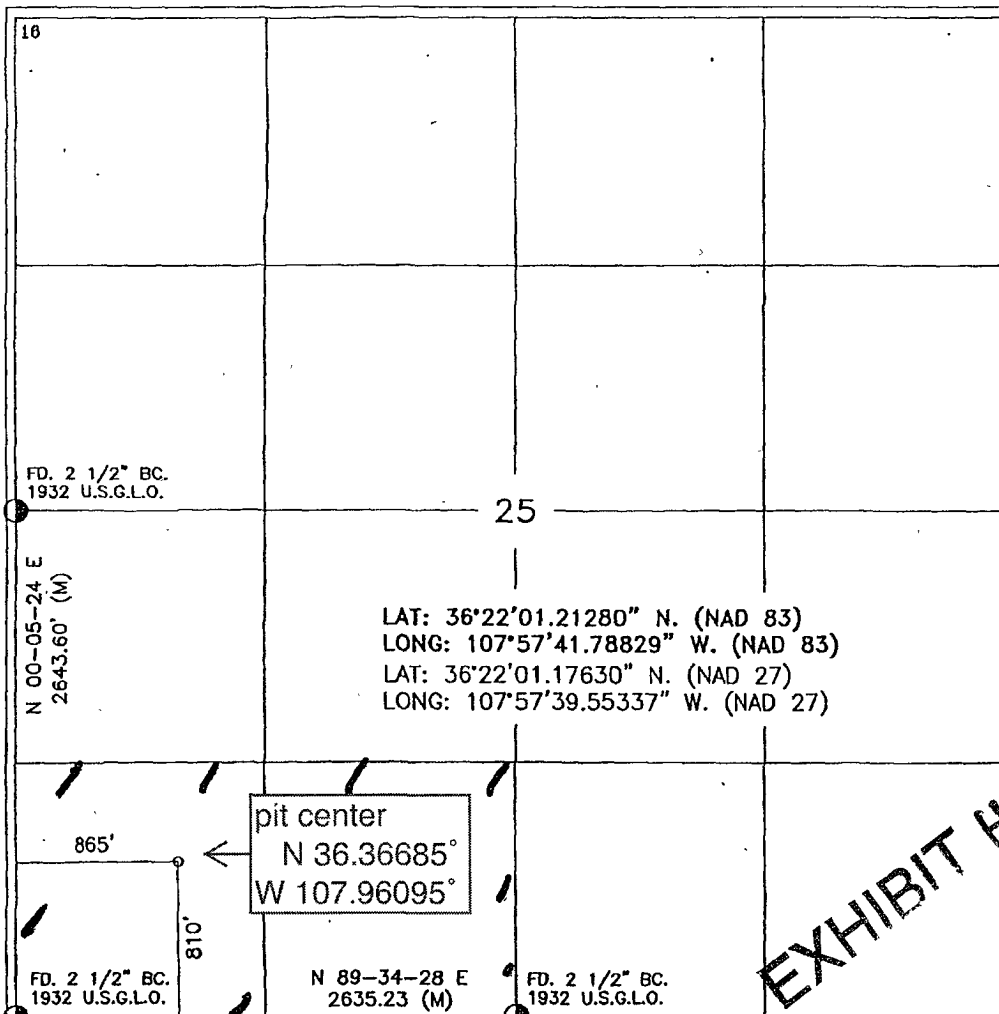 16
FD. 2 1/2" BC.
1932 U.S.G.L.O.
25
N 00-05-24 E
2643.60' (M)
LAT: 36°22'01.21280" N. (NAD 83)
LONG: 107°57'41.78829" W. (NAD 83)
LAT: 36°22'01.17630" N. (NAD 27)
LONG: 107°57'39.55337" W. (NAD 27)
pit center
N 36.36685°
W 107.96095°
865'
810'
EXHIBIT H
FD. 2 1/2" BC.
1932 U.S.G.L.O.
N 89-34-28 E
2635.23 (M)
FD. 2 1/2" BC.
1932 U.S.G.L.O.